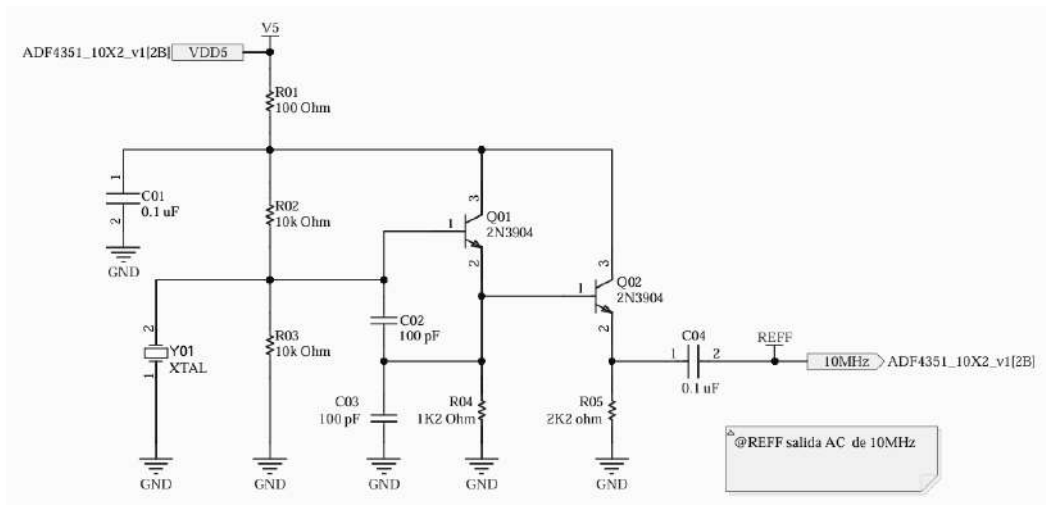 V5
ADF4351_10X2_v1[2B] VDD5
R01
100 Ohm
1
C01
0.1 uF
2
GND
R02
10k Ohm
3
Q01
1
2N3904
2
3
Q02
1
2N3904
2
C02
100 pF
R03
10k Ohm
2
Y01
XTAL
1
C03
100 pF
R04
1K2 Ohm
R05
2K2 ohm
C04
1 2
0.1 uF
REFF
10MHz ADF4351_10X2_v1[2B]
@REFF salida AC de 10MHz
GND GND GND GND GND